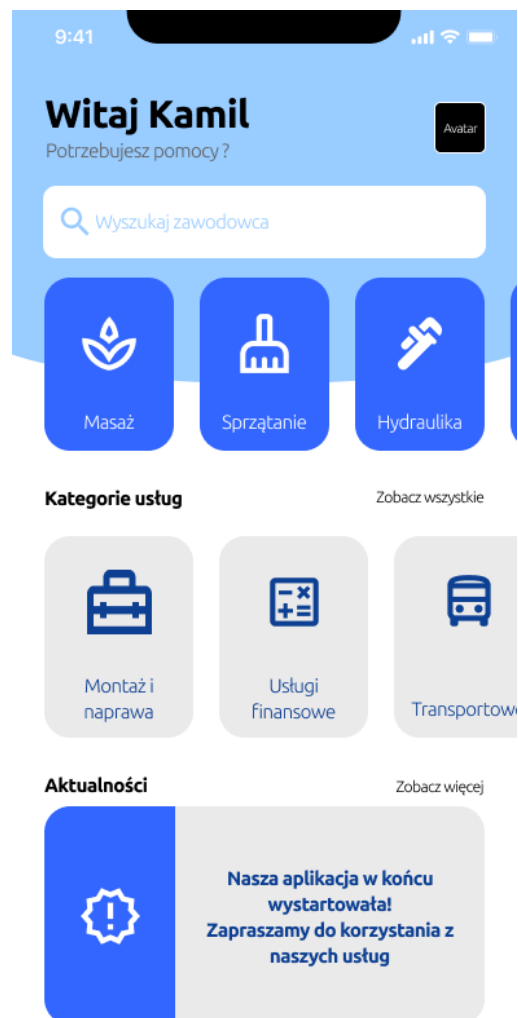 9:41
Witaj Kamil
Avatar
Potrzebujesz pomocy ?
Wyszukaj zawodowca
Masaż
Sprzątanie
Hydraulika
Kategorie usług
Zobacz wszystkie
Montaż i
naprawa
Usługi
finansowe
Transportowe
Aktualności
Zobacz więcej
Nasza aplikacja w końcu
wystartowała!
Zapraszamy do korzystania z
naszych usług